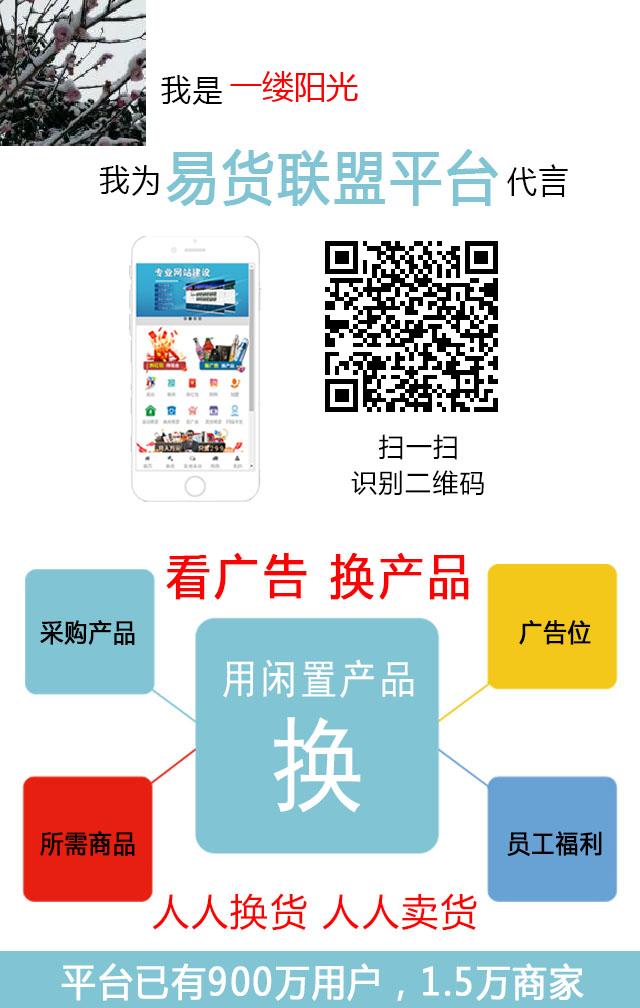 我是 一缕阳光
我为 易货联盟平台 代言
专业网站建设
扫一扫
识别二维码
看广告 换产品
采购产品
广告位
用闲置产品
换
所需商品
员工福利
人人换货 人人卖货
平台已有900万用户，1.5万商家